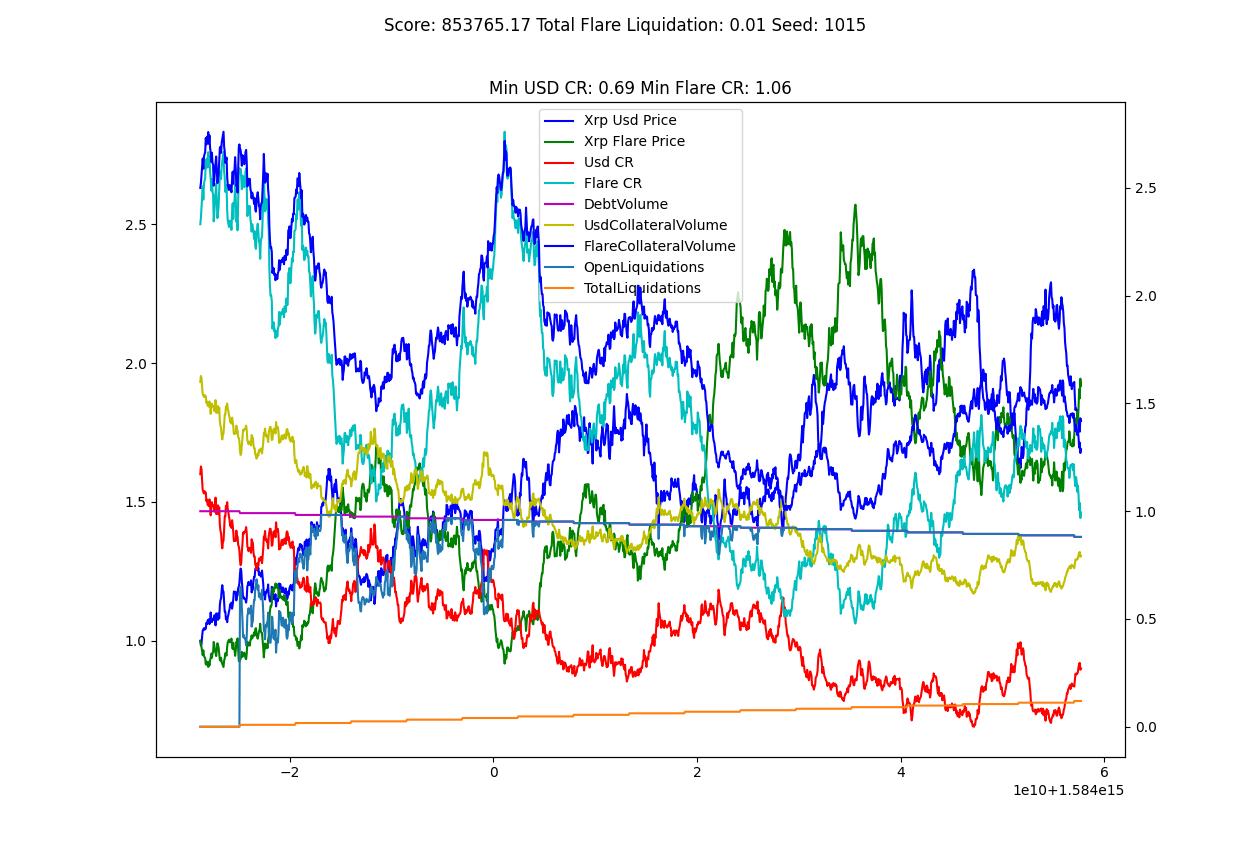 Score: 853765.17 Total Flare Liquidation: 0.01 Seed: 1015
Min USD CR: 0.69 Min Flare CR: 1.06
Xrp Usd Price
Xrp Flare Price
Usd CR
Flare CR
DebtVolume
UsdCollateralVolume
FlareCollateralVolume
OpenLiquidations
TotalLiquidations
2.5
2.0
1.5
1.0
2.5
2.0
1.5
1.0
0.5
0.0
−2
0
2
4
6
1e10+1.584e15